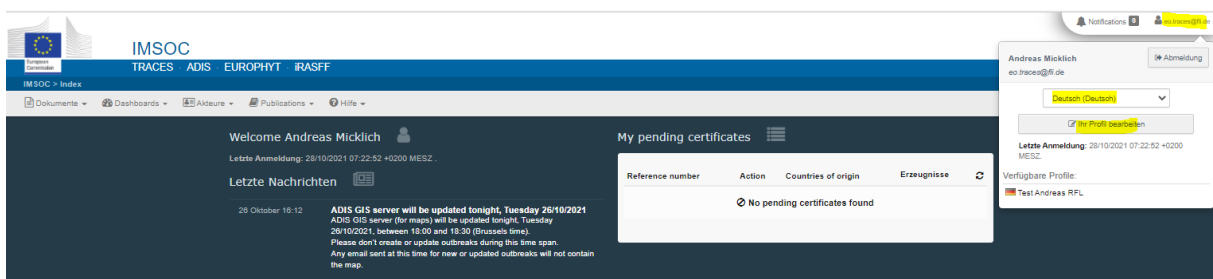 Notifications 0 eo.traces@fli.de
European
Commission
IMSOC
TRACES · ADIS · EUROPHYT · iRASFF
IMSOC > Index
Dokumente Dashboards Akteure Publications Hilfe
Andreas Micklich Abmeldung
eo.traces@fli.de
Deutsch (Deutsch)
Ihr Profil bearbeiten
Letzte Anmeldung: 28/10/2021 07:22:52 +0200
MESZ.
Verfügbare Profile:
Test Andreas RFL
Welcome Andreas Micklich
Letzte Anmeldung: 28/10/2021 07:22:52 +0200 MESZ .
Letzte Nachrichten
26 Oktober 16:12 ADIS GIS server will be updated tonight, Tuesday 26/10/2021
ADIS GIS server (for maps) will be updated tonight, Tuesday
26/10/2021, between 18:00 and 18:30 (Brussels time).
Please don't create or update outbreaks during this time span.
Any email sent at this time for new or updated outbreaks will not contain
the map.
My pending certificates
Reference number Action Countries of origin Erzeugnisse
No pending certificates found